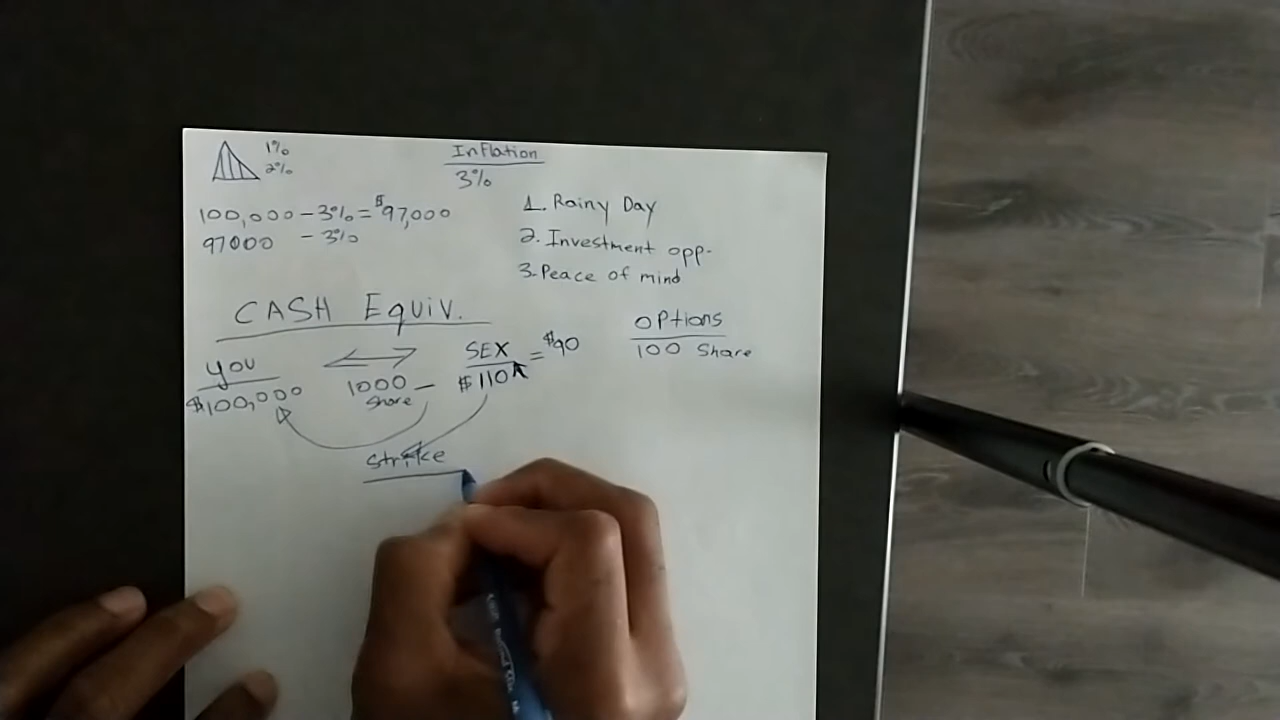 1%
2%
Inflation
3%
100,000 - 3% = $97,000
97000 - 3%
1. Rainy Day
2. Investment opp.
3. Peace of mind
CASH Equiv.
Options
100 Share
you
$100,000
1000
Share
SEX = $90
$110
Strike